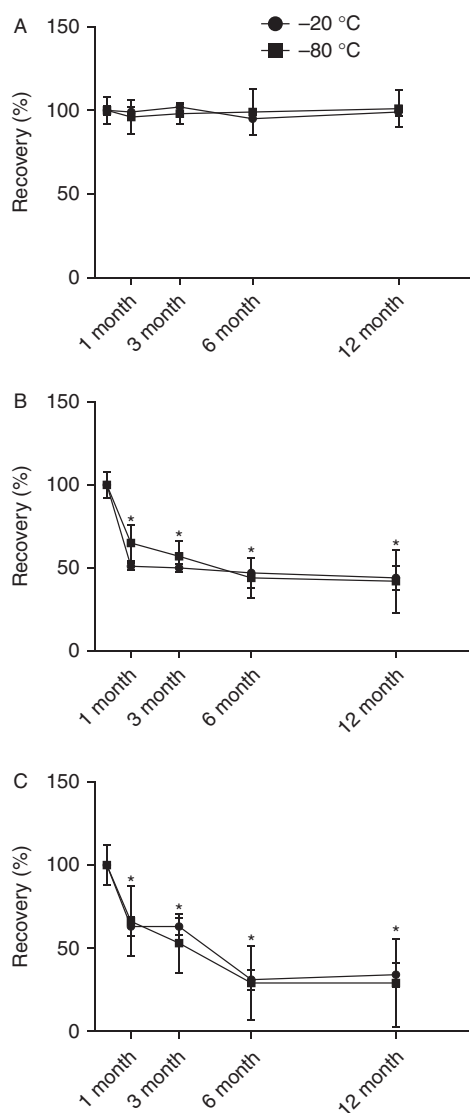 A
150
–20 °C
–80 °C
100
50
0
Recovery (%)
1 month
3 month
6 month
12 month
B
150
100
50
0
Recovery (%)
*
*
*
*
1 month
3 month
6 month
12 month
C
150
100
50
0
Recovery (%)
*
*
*
*
1 month
3 month
6 month
12 month